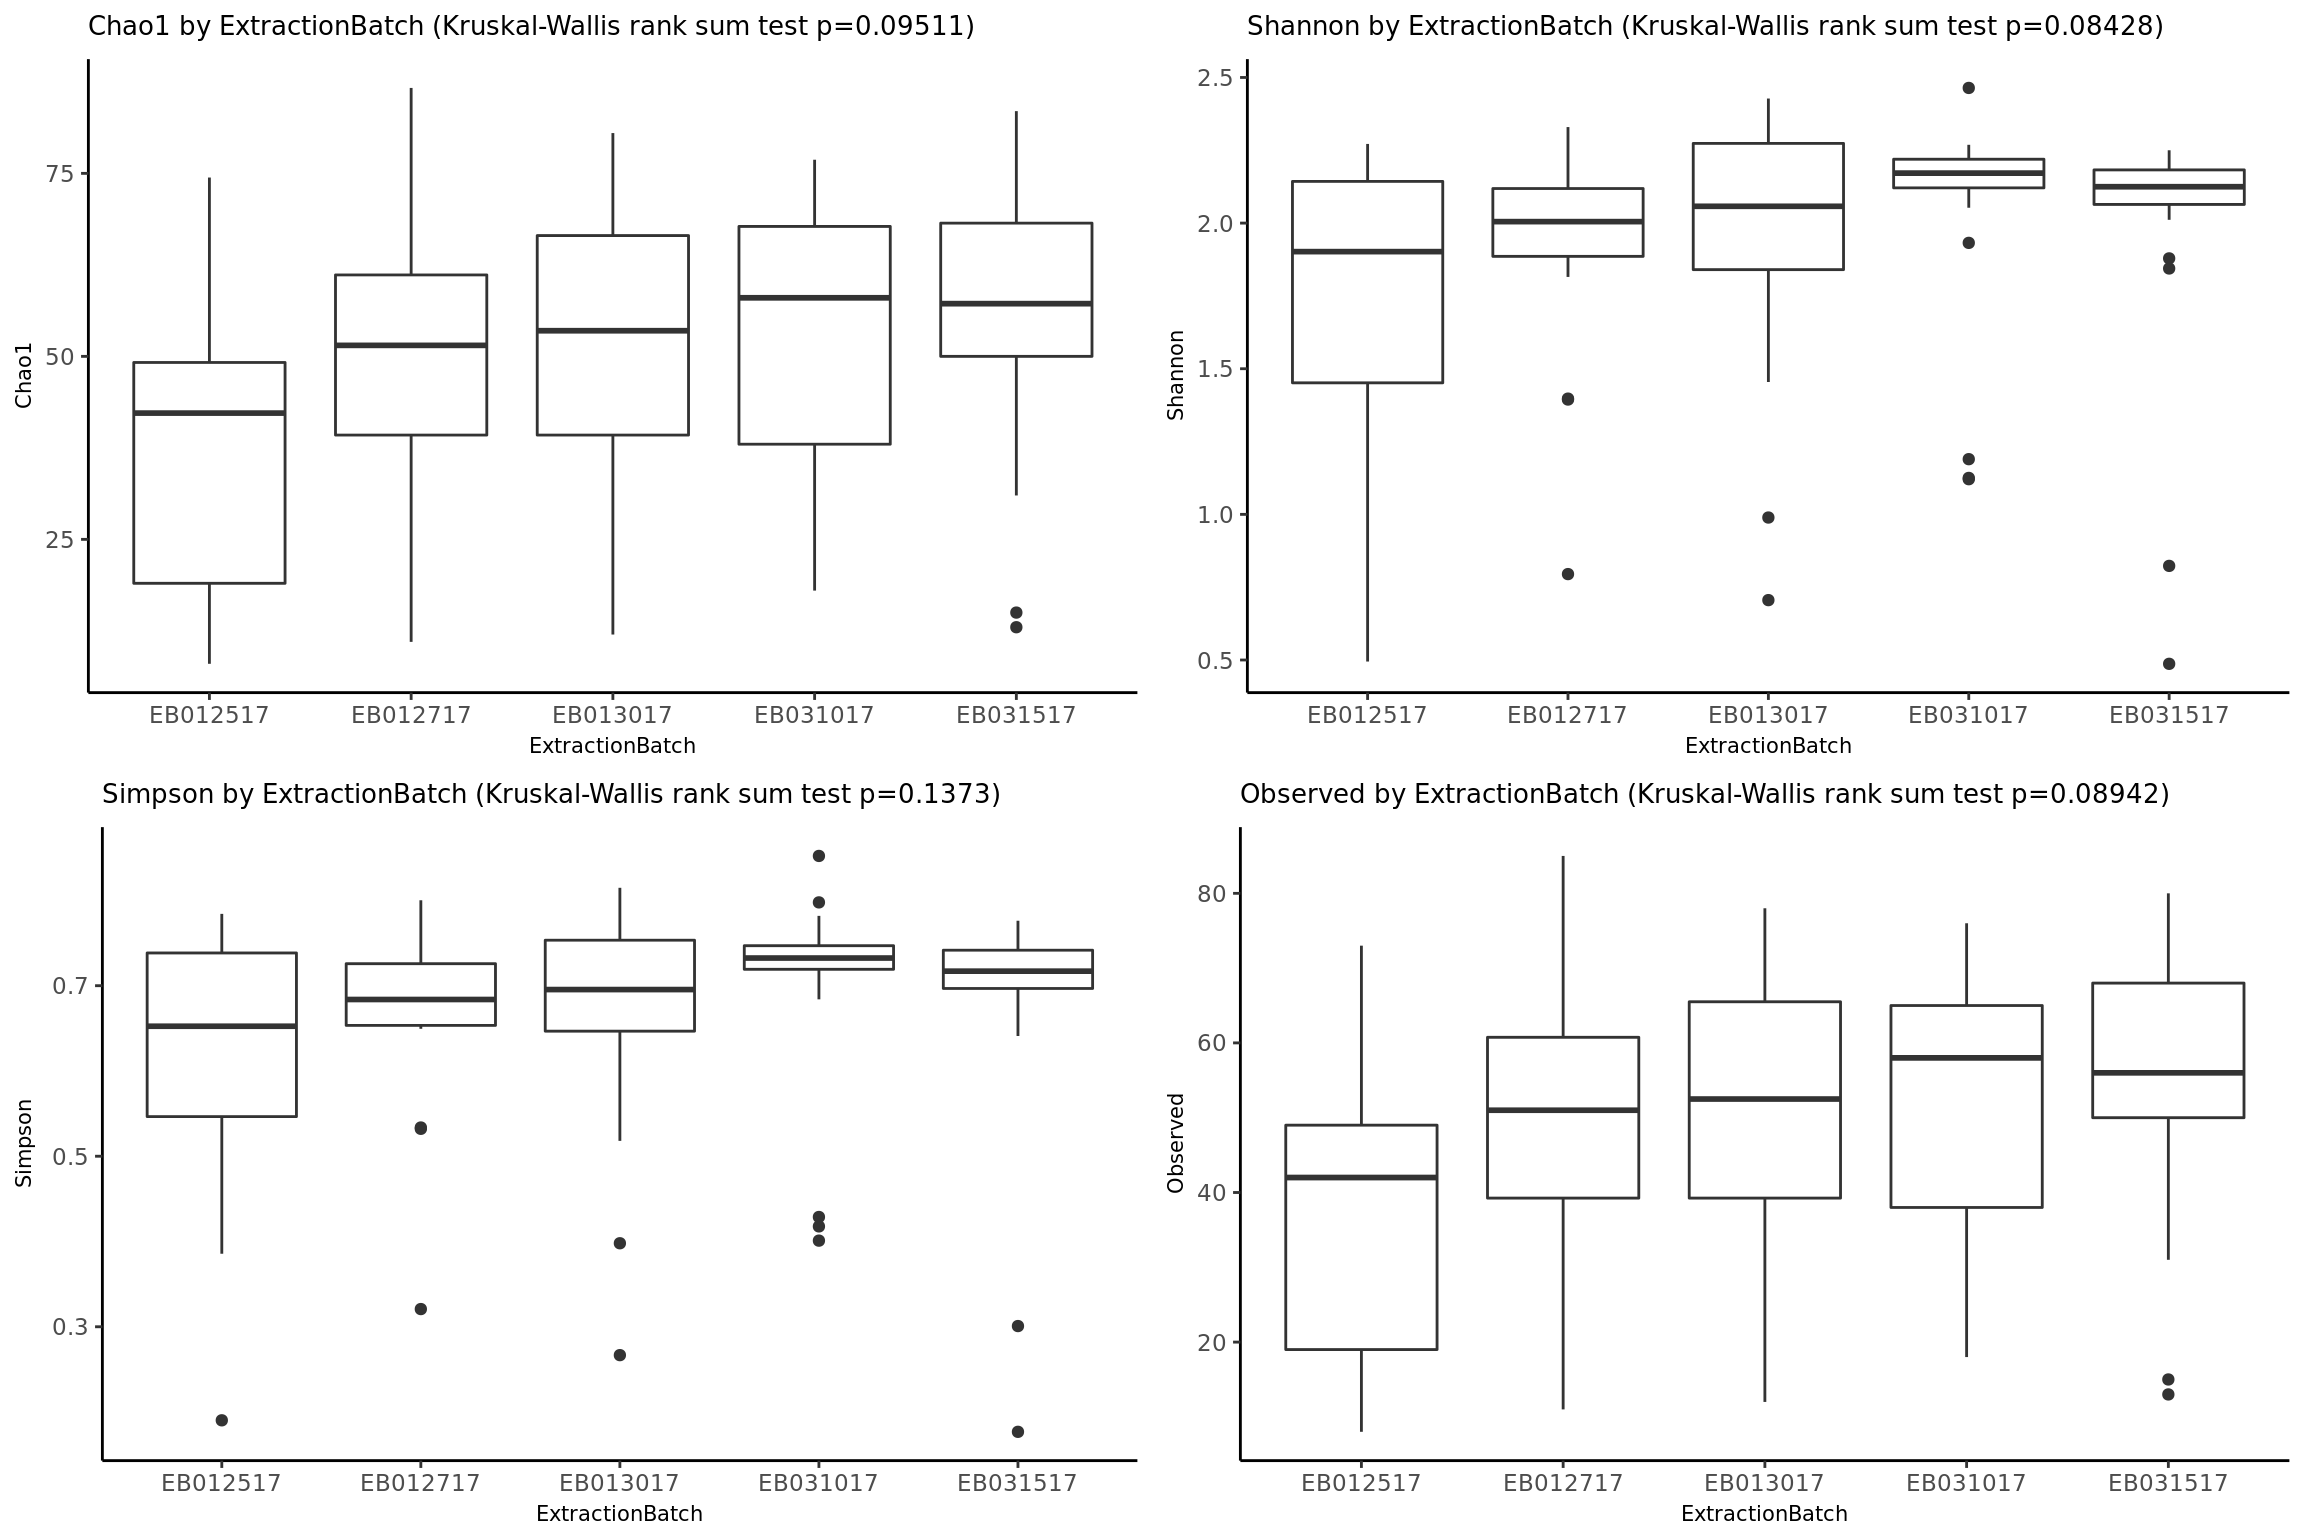 Chao1 by ExtractionBatch (Kruskal-Wallis rank sum test p=0.09511)
75
50
25
Chao1
EB012517 EB012717 EB013017 EB031017 EB031517
ExtractionBatch
Shannon by ExtractionBatch (Kruskal-Wallis rank sum test p=0.08428)
2.5
2.0
1.5
1.0
0.5
Shannon
EB012517 EB012717 EB013017 EB031017 EB031517
ExtractionBatch
Simpson by ExtractionBatch (Kruskal-Wallis rank sum test p=0.1373)
0.7
0.5
0.3
Simpson
EB012517 EB012717 EB013017 EB031017 EB031517
ExtractionBatch
Observed by ExtractionBatch (Kruskal-Wallis rank sum test p=0.08942)
80
60
40
20
Observed
EB012517 EB012717 EB013017 EB031017 EB031517
ExtractionBatch